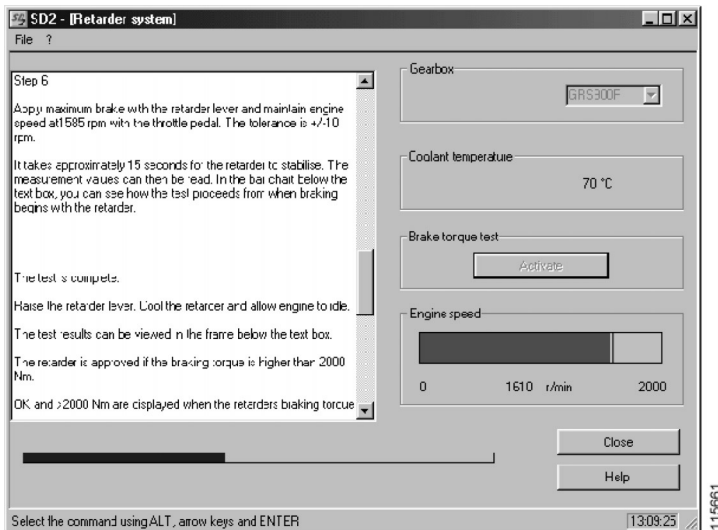 SD2 - [Retarder system]
File ?
Step 6
Apply maximum brake with the retarder lever and maintain engine
speed at1585 rpm with the throttle pedal. The tolerance is +/-10
rpm.
It takes approximately 15 seconds for the retarder to stabilise. The
measurement values can then be read. In the bar chart below the
text box, you can see how the test proceeds from when braking
begins with the retarder.
The test is complete.
Raise the retarder lever. Cool the retarder and allow engine to idle.
The test results can be viewed in the frame below the text box.
The retarder is approved if the braking torque is higher than 2000
Nm.
OK and >2000 Nm are displayed when the retarders braking torque
Gearbox
GRS900F
Coolant temperature
70 °C
Brake torque test
Activate
Engine speed
0 1610 r/min 2000
Close
Help
Select the command using ALT, arrow keys and ENTER
13:09:25
115661